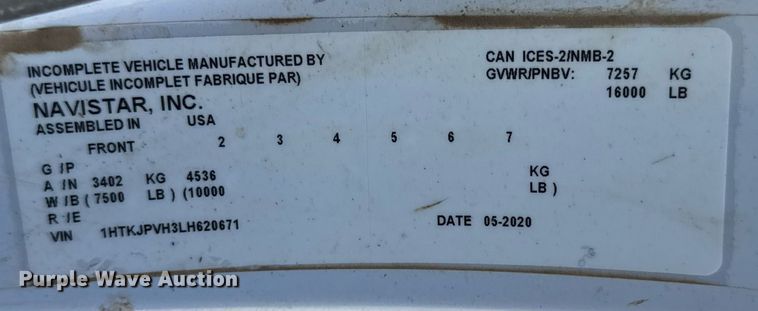 INCOMPLETE VEHICLE MANUFACTURED BY
(VEHICULE INCOMPLET FABRIQUE PAR)
NAVISTAR, INC.
ASSEMBLED IN USA
CAN ICES-2/NMB-2
GVWR/PNBV: 7257 KG
16000 LB
FRONT 2 3 4 5 6 7
G /P
A /N 3402 KG 4536 KG
W /B ( 7500 LB ) (10000 LB )
R /E
VIN 1HTKJPVH3LH620671
DATE 05-2020
Purple Wave Auction